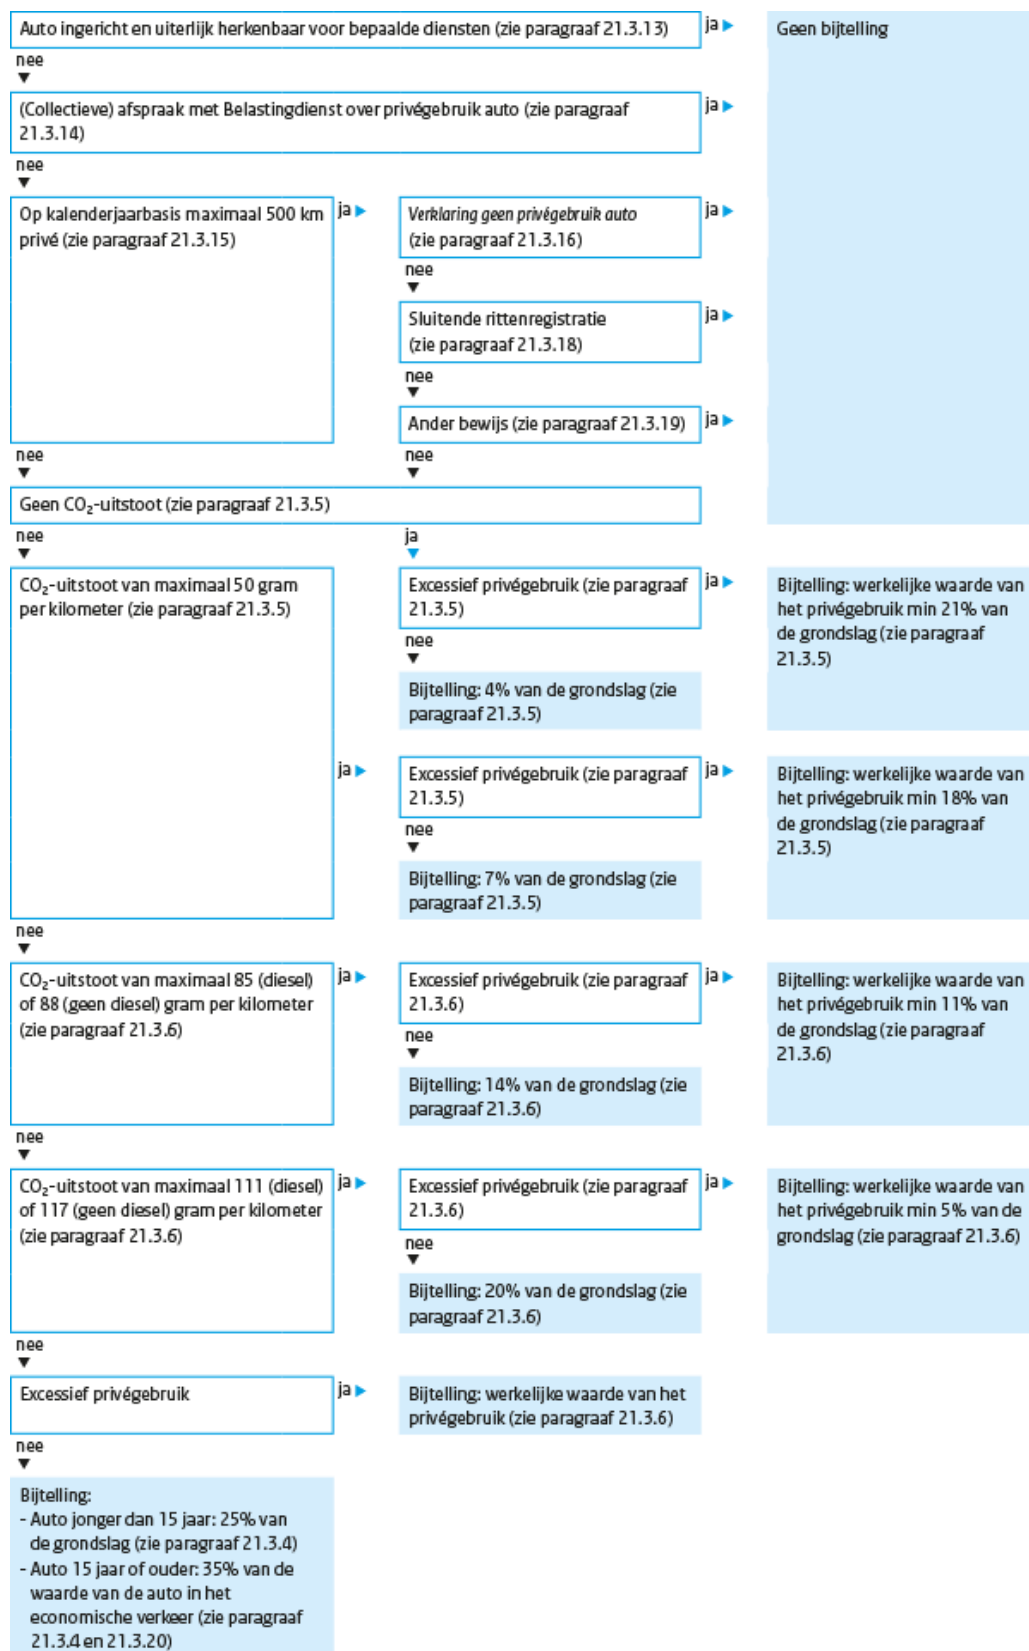 Auto ingericht en uiterlijk herkenbaar voor bepaalde diensten (zie paragraaf 21.3.13)
ja
Geen bijtelling
nee
(Collectieve) afspraak met Belastingdienst over privégebruik auto (zie paragraaf
21.3.14)
ja
nee
Op kalenderjaarbasis maximaal 500 km
privé (zie paragraaf 21.3.15)
ja
Verklaring geen privégebruik auto
(zie paragraaf 21.3.16)
ja
nee
Sluitende rittenregistratie
(zie paragraaf 21.3.18)
ja
nee
Ander bewijs (zie paragraaf 21.3.19)
ja
nee
nee
Geen CO₂-uitstoot (zie paragraaf 21.3.5)
nee
ja
CO₂-uitstoot van maximaal 50 gram
per kilometer (zie paragraaf 21.3.5)
Excessief privégebruik (zie paragraaf
21.3.5)
ja
Bijtelling: werkelijke waarde van
het privégebruik min 21% van
de grondslag (zie paragraaf
21.3.5)
nee
Bijtelling: 4% van de grondslag (zie
paragraaf 21.3.5)
ja
Excessief privégebruik (zie paragraaf
21.3.5)
ja
Bijtelling: werkelijke waarde van
het privégebruik min 18% van
de grondslag (zie paragraaf
21.3.5)
nee
Bijtelling: 7% van de grondslag (zie
paragraaf 21.3.5)
nee
CO₂-uitstoot van maximaal 85 (diesel)
of 88 (geen diesel) gram per kilometer
(zie paragraaf 21.3.6)
ja
Excessief privégebruik (zie paragraaf
21.3.6)
ja
Bijtelling: werkelijke waarde van
het privégebruik min 11% van
de grondslag (zie paragraaf
21.3.6)
nee
Bijtelling: 14% van de grondslag (zie
paragraaf 21.3.6)
nee
CO₂-uitstoot van maximaal 111 (diesel)
of 117 (geen diesel) gram per kilometer
(zie paragraaf 21.3.6)
ja
Excessief privégebruik (zie paragraaf
21.3.6)
ja
Bijtelling: werkelijke waarde van
het privégebruik min 5% van de
grondslag (zie paragraaf 21.3.6)
nee
Bijtelling: 20% van de grondslag (zie
paragraaf 21.3.6)
nee
Excessief privégebruik
ja
Bijtelling: werkelijke waarde van het
privégebruik (zie paragraaf 21.3.6)
nee
Bijtelling:
- Auto jonger dan 15 jaar: 25% van
de grondslag (zie paragraaf 21.3.4)
- Auto 15 jaar of ouder: 35% van de
waarde van de auto in het
economische verkeer (zie paragraaf
21.3.4 en 21.3.20)